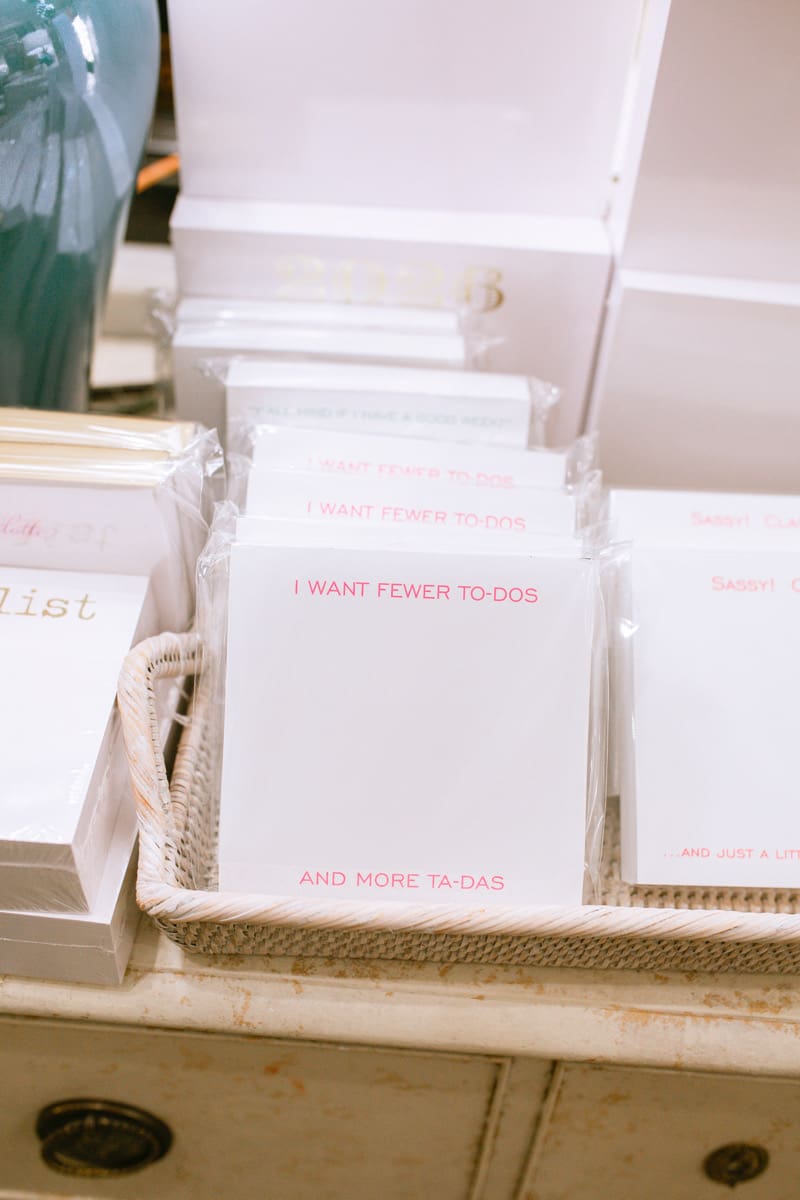 2026
"Y'ALL MIND IF I HAVE A GOOD WEEK?"
I WANT FEWER TO-DOS
I WANT FEWER TO-DOS
I WANT FEWER TO-DOS
AND MORE TA-DAS
list
SASSY! CLA
SASSY! C
...AND JUST A LITT